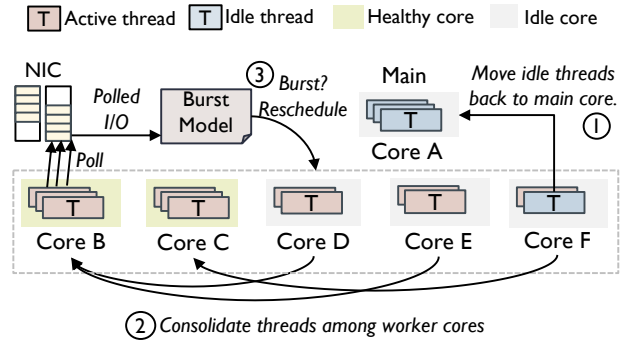 T Active thread T Idle thread Healthy core Idle core
NIC
Polled
I/O
Poll
Burst
Model
③ Burst?
Reschedule
Main
T
Core A
Move idle threads
back to main core.
①
T T T T T
Core B Core C Core D Core E Core F
② Consolidate threads among worker cores